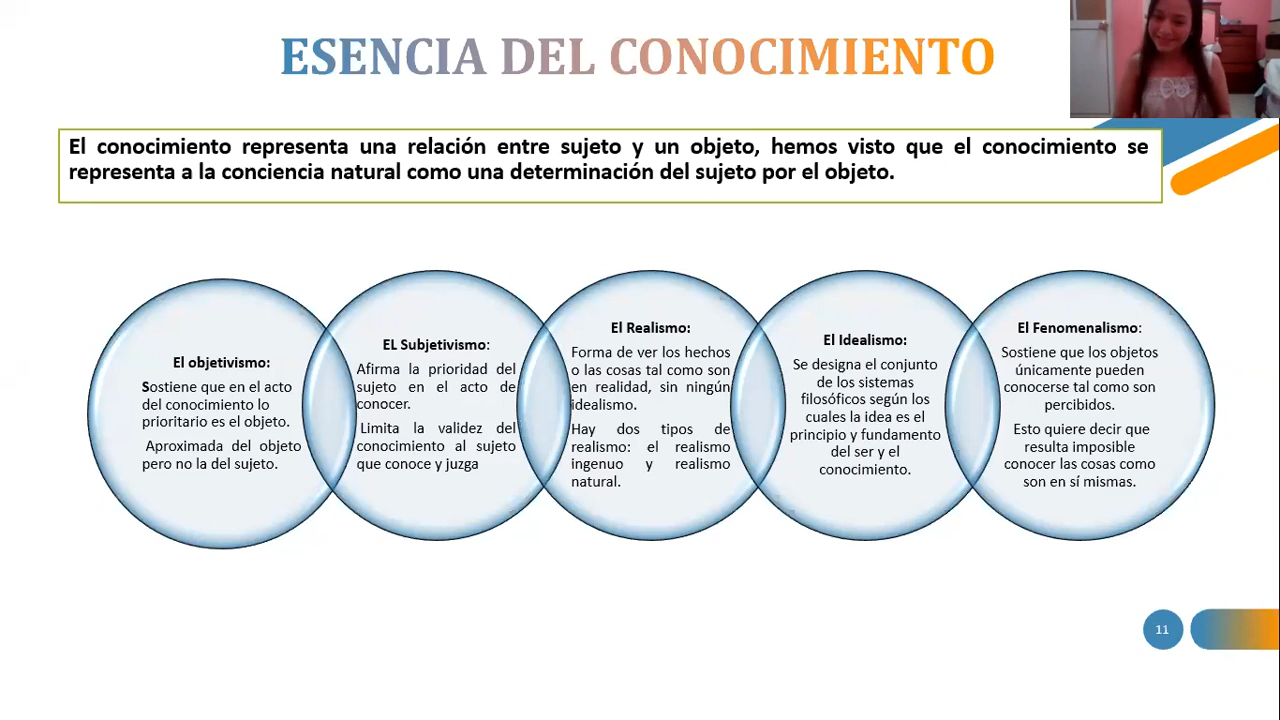 ESENCIA DEL CONOCIMIENTO
El conocimiento representa una relación entre sujeto y un objeto, hemos visto que el conocimiento se
representa a la conciencia natural como una determinación del sujeto por el objeto.
El objetivismo:
Sostiene que en el acto
del conocimiento lo
prioritario es el objeto.
Aproximada del objeto
pero no la del sujeto.
EL Subjetivismo:
Afirma la prioridad del
sujeto en el acto de
conocer.
Limita la validez del
conocimiento al sujeto
que conoce y juzga
El Realismo:
Forma de ver los hechos
o las cosas tal como son
en realidad, sin ningún
idealismo.
Hay dos tipos de
realismo: el realismo
ingenuo y realismo
natural.
El Idealismo:
Se designa el conjunto
de los sistemas
filosóficos según los
cuales la idea es el
principio y fundamento
del ser y el
conocimiento.
El Fenomenalismo:
Sostiene que los objetos
únicamente pueden
conocerse tal como son
percibidos.
Esto quiere decir que
resulta imposible
conocer las cosas como
son en sí mismas.
11